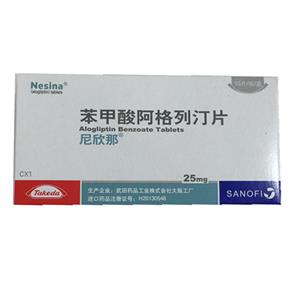 Nesina®
(alogliptin tablets)
苯甲酸阿格列汀片
Alogliptin Benzoate Tablets
尼欣那®
CX1
25mg
Takeda
生产企业：武田药品工业株式会社大阪工厂
进口药品注册证号：H20130548
SANOFI